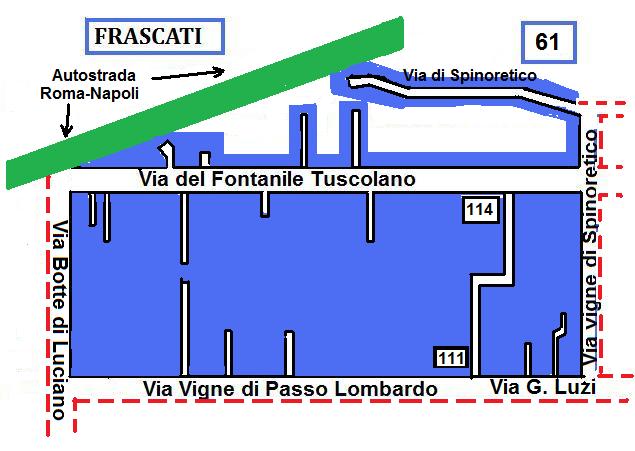 FRASCATI
61
Autostrada
Roma-Napoli
Via di Spinoretico
Via del Fontanile Tuscolano
114
Via vigne di Spinoretico
Via Botte di Luciano
111
Via Vigne di Passo Lombardo
Via G. Luzi